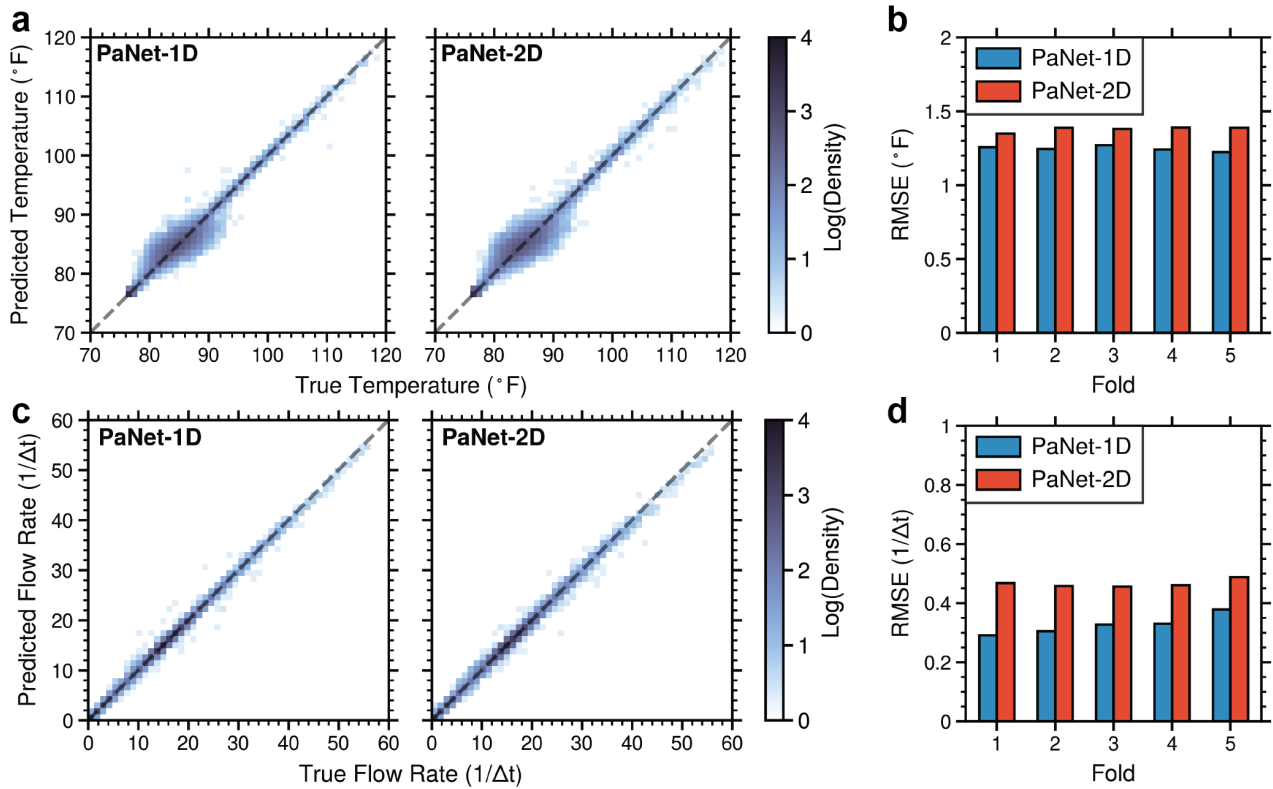 a
PaNet-1D
PaNet-2D
120
110
100
90
80
70
Predicted Temperature (°F)
70 80 90 100 110 120
70 80 90 100 110 120
True Temperature (°F)
4
3
2
1
0
Log(Density)
b
PaNet-1D
PaNet-2D
2
1.5
1
0.5
0
RMSE (°F)
1 2 3 4 5
Fold
c
PaNet-1D
PaNet-2D
60
50
40
30
20
10
0
Predicted Flow Rate (1/Δt)
0 10 20 30 40 50 60
0 10 20 30 40 50 60
True Flow Rate (1/Δt)
4
3
2
1
0
Log(Density)
d
PaNet-1D
PaNet-2D
1
0.8
0.6
0.4
0.2
0
RMSE (1/Δt)
1 2 3 4 5
Fold